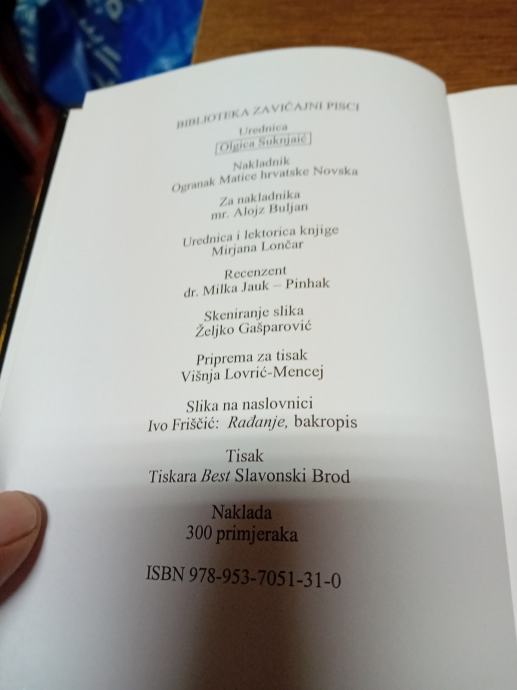 BIBLIOTEKA ZAVIČAJNI PISCI
Urednica
Olgica Suknjaić
Nakladnik
Ogranak Matice hrvatske Novska
Za nakladnika
mr. Alojz Buljan
Urednica i lektorica knjige
Mirjana Lončar
Recenzent
dr. Milka Jauk – Pinhak
Skeniranje slika
Željko Gašparović
Priprema za tisak
Višnja Lovrić-Mencej
Slika na naslovnici
Ivo Friščić: Rađanje, bakropis
Tisak
Tiskara Best Slavonski Brod
Naklada
300 primjeraka
ISBN 978-953-7051-31-0